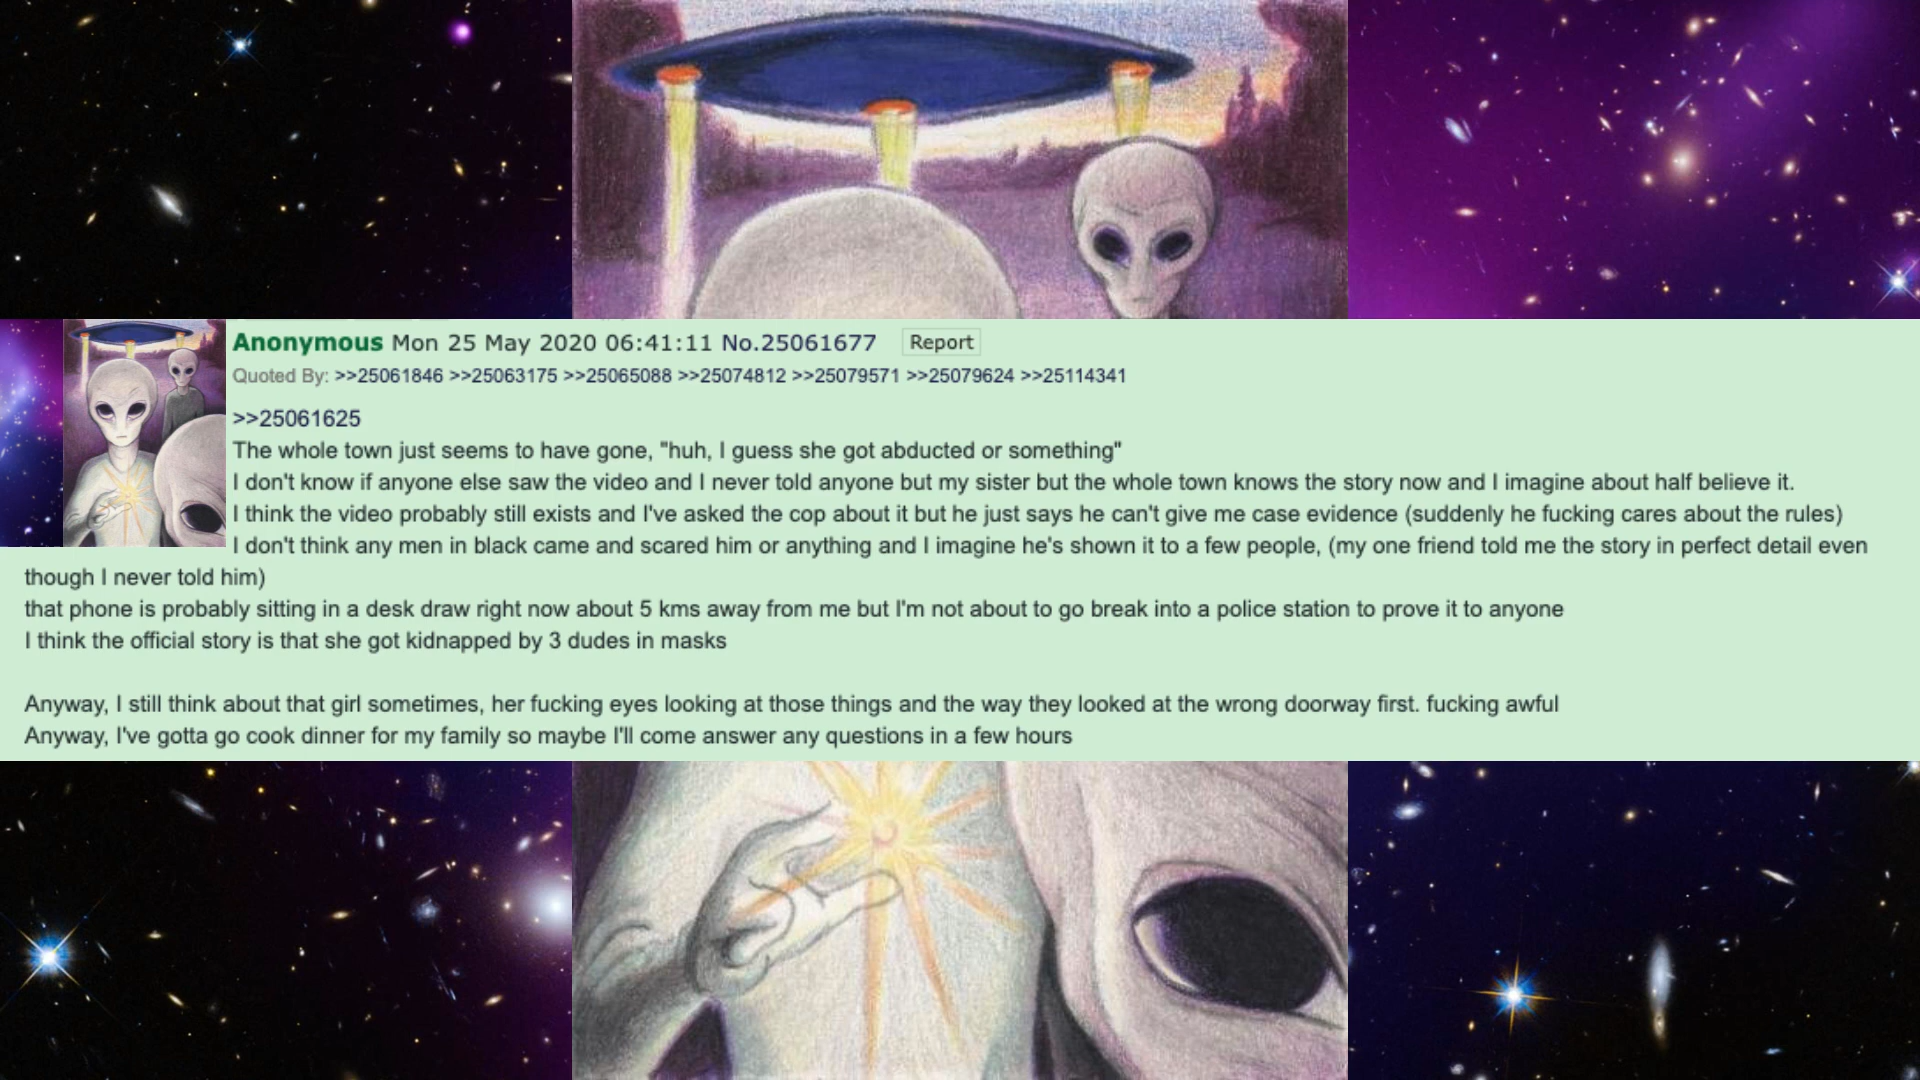 Anonymous Mon 25 May 2020 06:41:11 No.25061677 Report
Quoted By: >>25061846 >>25063175 >>25065088 >>25074812 >>25079571 >>25079624 >>25114341
>>25061625
The whole town just seems to have gone, "huh, I guess she got abducted or something"
I don't know if anyone else saw the video and I never told anyone but my sister but the whole town knows the story now and I imagine about half believe it.
I think the video probably still exists and I've asked the cop about it but he just says he can't give me case evidence (suddenly he fucking cares about the rules)
I don't think any men in black came and scared him or anything and I imagine he's shown it to a few people, (my one friend told me the story in perfect detail even
though I never told him)
that phone is probably sitting in a desk draw right now about 5 kms away from me but I'm not about to go break into a police station to prove it to anyone
I think the official story is that she got kidnapped by 3 dudes in masks
Anyway, I still think about that girl sometimes, her fucking eyes looking at those things and the way they looked at the wrong doorway first. fucking awful
Anyway, I've gotta go cook dinner for my family so maybe I'll come answer any questions in a few hours